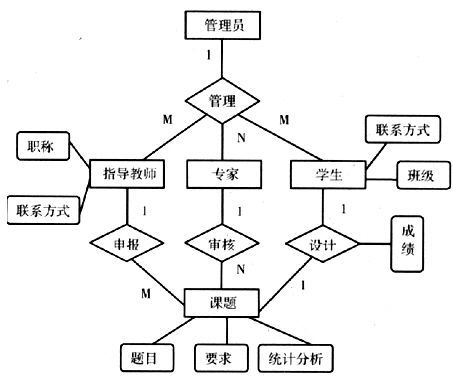 管理员
1
管理
M
N
M
联系方式
职称
指导教师
专家
学生
班级
联系方式
1
1
1
申报
审核
设计
成
绩
M
N
1
课题
题目
要求
统计分析